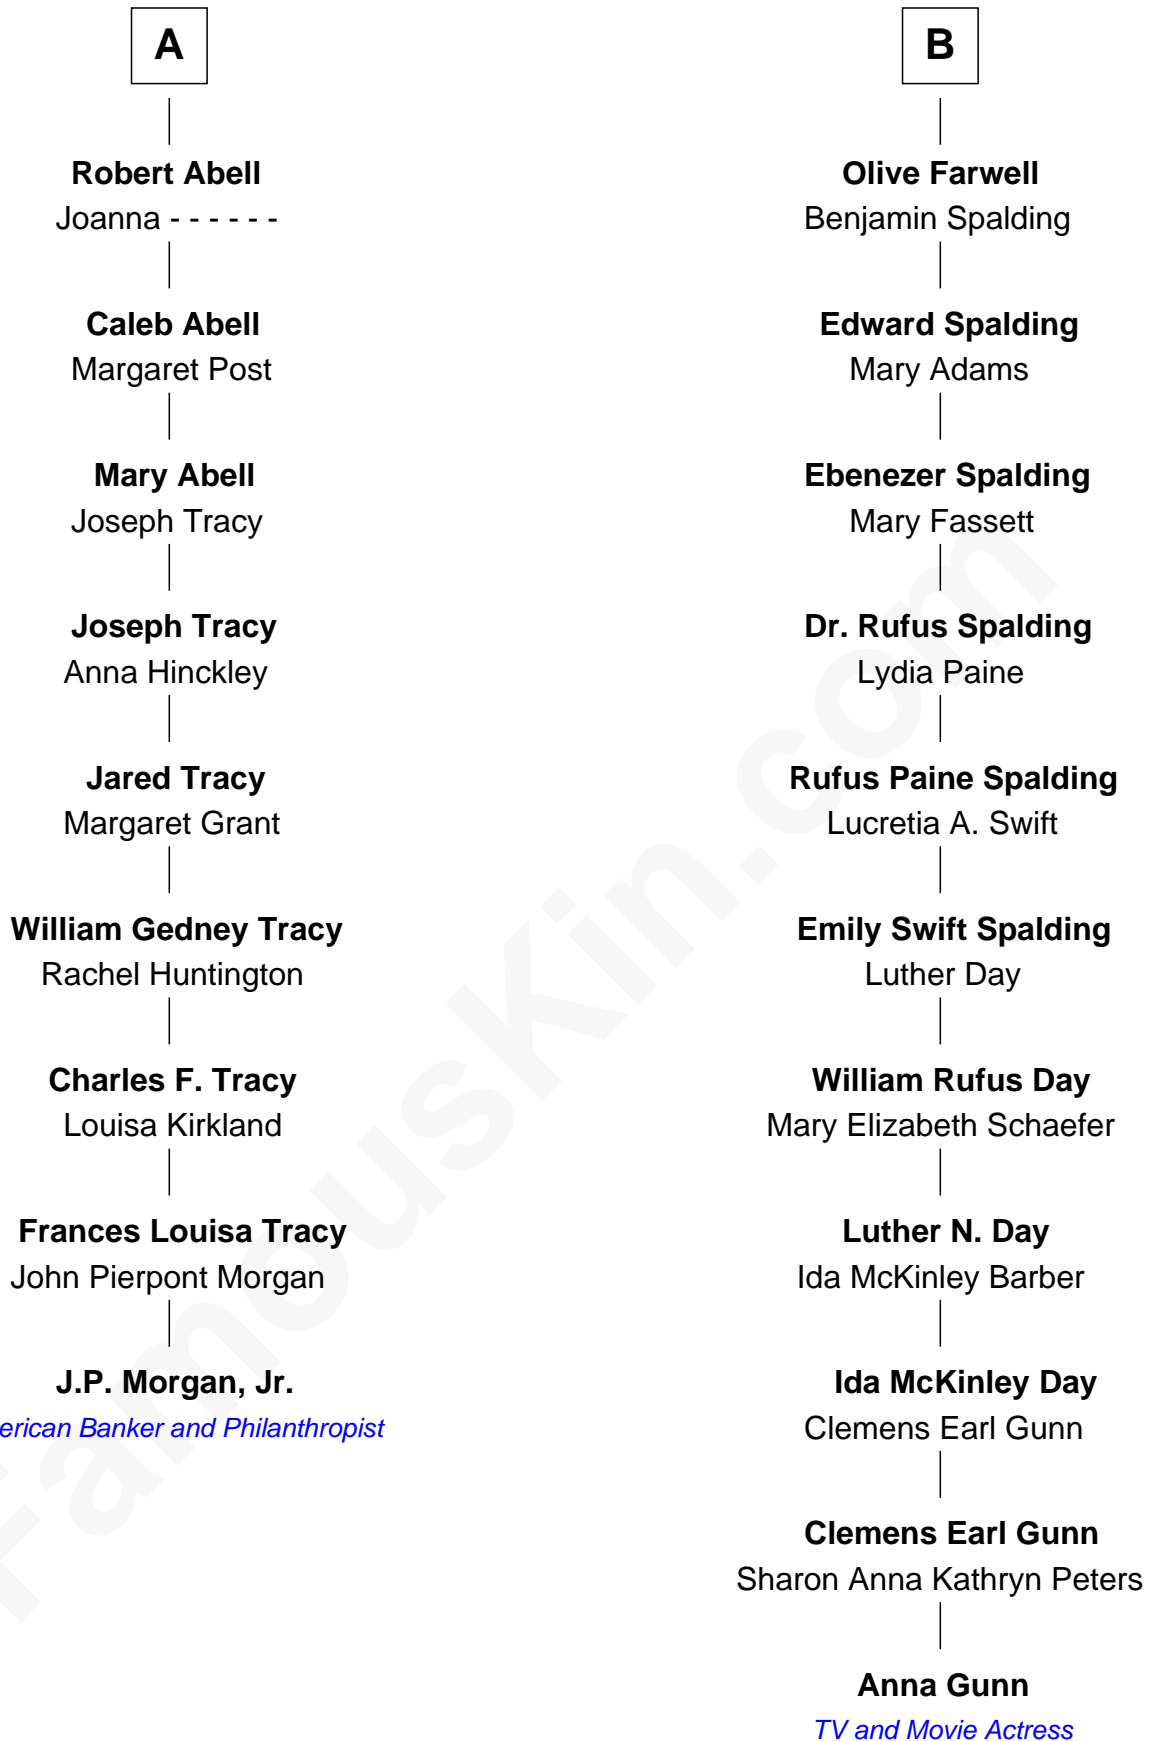 A
Robert Abell
Joanna - - - - - -
Caleb Abell
Margaret Post
Mary Abell
Joseph Tracy
Joseph Tracy
Anna Hinckley
Jared Tracy
Margaret Grant
William Gedney Tracy
Rachel Huntington
Charles F. Tracy
Louisa Kirkland
Frances Louisa Tracy
John Pierpont Morgan
J.P. Morgan, Jr.
erican Banker and Philanthropist
B
Olive Farwell
Benjamin Spalding
Edward Spalding
Mary Adams
Ebenezer Spalding
Mary Fassett
Dr. Rufus Spalding
Lydia Paine
Rufus Paine Spalding
Lucretia A. Swift
Emily Swift Spalding
Luther Day
William Rufus Day
Mary Elizabeth Schaefer
Luther N. Day
Ida McKinley Barber
Ida McKinley Day
Clemens Earl Gunn
Clemens Earl Gunn
Sharon Anna Kathryn Peters
Anna Gunn
TV and Movie Actress
FamousKin.com